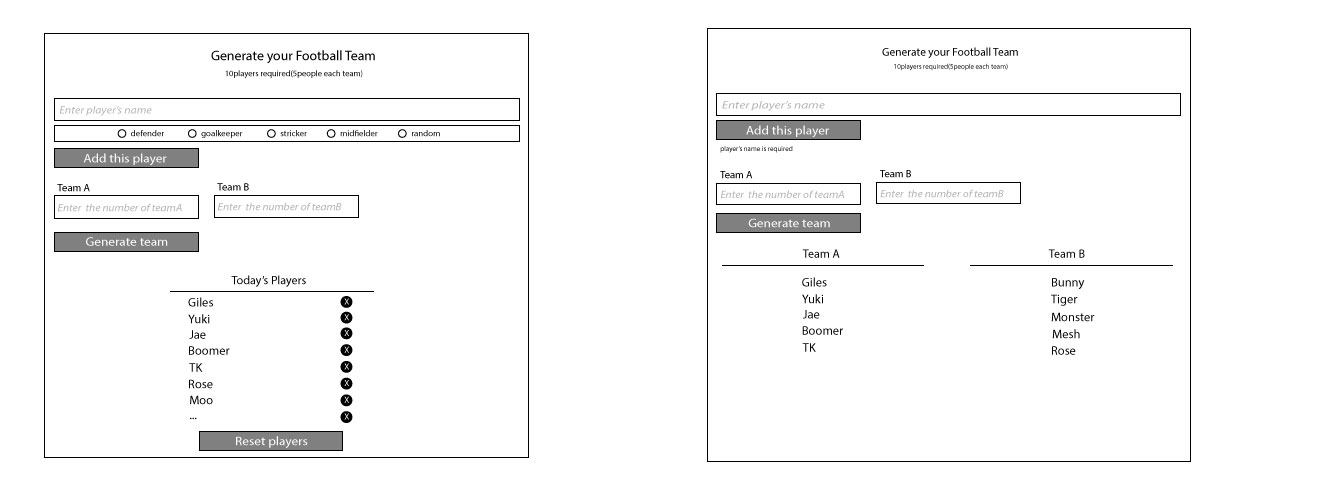 Generate your Football Team
10players required(5people each team)
Enter player's name
defender goalkeeper stricker midfielder random
Add this player
Team A Team B
Enter the number of teamA Enter the number of teamB
Generate team
Today's Players
Giles X
Yuki X
Jae X
Boomer X
TK X
Rose X
Moo X
... X
Reset players
Generate your Football Team
10players required(5people each team)
Enter player's name
Add this player
player's name is required
Team A Team B
Enter the number of teamA Enter the number of teamB
Generate team
Team A Team B
Giles Bunny
Yuki Tiger
Jae Monster
Boomer Mesh
TK Rose